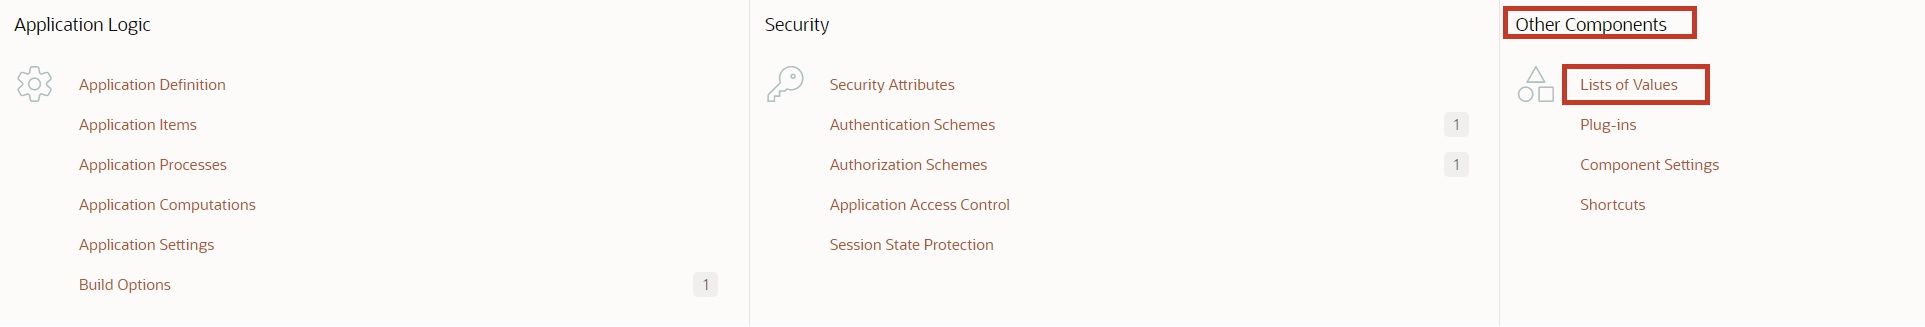 Application Logic
Application Definition
Application Items
Application Processes
Application Computations
Application Settings
Build Options 1
Security
Security Attributes
Authentication Schemes 1
Authorization Schemes 1
Application Access Control
Session State Protection
Other Components
Lists of Values
Plug-ins
Component Settings
Shortcuts